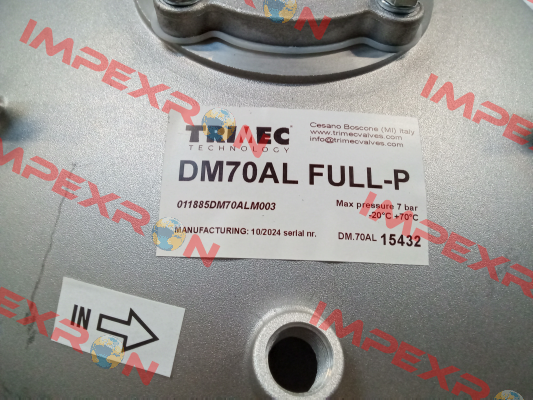 TRIMEC
TECHNOLOGY
Cesano Boscone (MI) Italy
www.trimecvalves.com
info@trimecvalves.com
DM70AL FULL-P
011885DM70ALM003
Max pressure 7 bar
-20°C +70°C
MANUFACTURING: 10/2024 serial nr.
DM.70AL 15432
IN
IMPEXRON
IMPEXRON
IMPEXRON
IMPEXRON
IMPEXRON